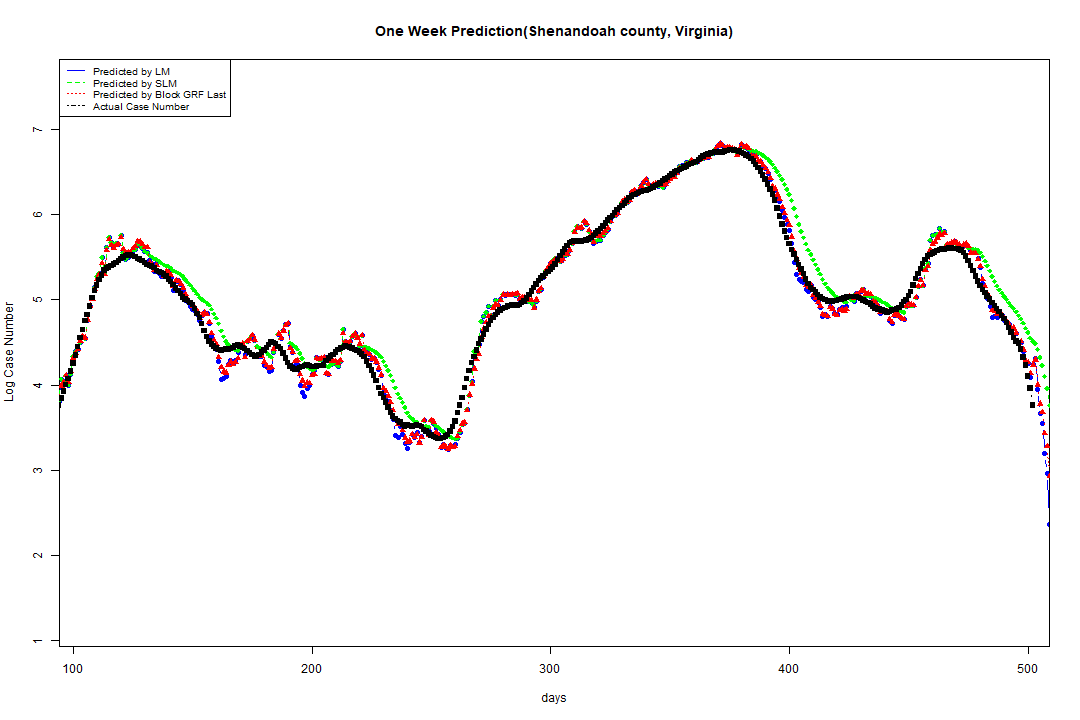 One Week Prediction(Shenandoah county, Virginia)
Predicted by LM
Predicted by SLM
Predicted by Block GRF Last
Actual Case Number
Log Case Number
7
6
5
4
3
2
1
100 200 300 400 500
days